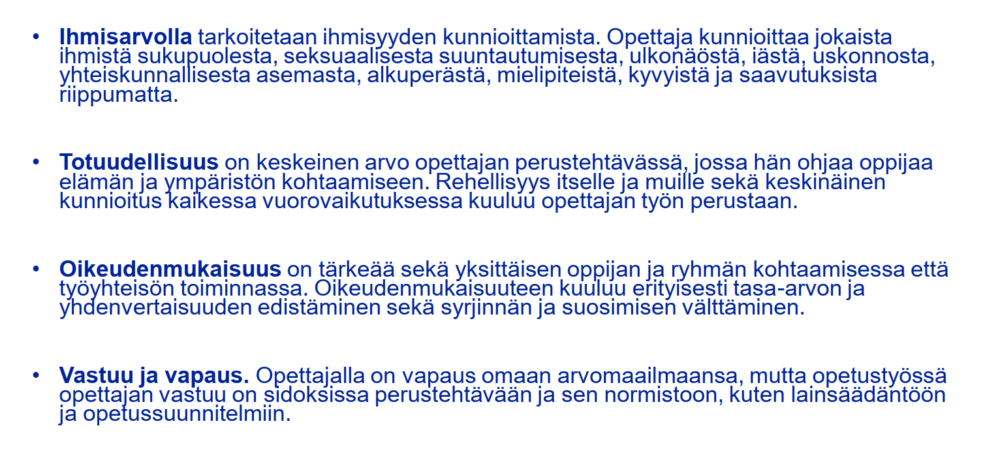 • Ihmisarvolla tarkoitetaan ihmisyyden kunnioittamista. Opettaja kunnioittaa jokaista
ihmistä sukupuolesta, seksuaalisesta suuntautumisesta, ulkonäöstä, iästä, uskonnosta,
yhteiskunnallisesta asemasta, alkuperästä, mielipiteistä, kyvyistä ja saavutuksista
riippumatta.
• Totuudellisuus on keskeinen arvo opettajan perustehtävässä, jossa hän ohjaa oppijaa
elämän ja ympäristön kohtaamiseen. Rehellisyys itselle ja muille sekä keskinäinen
kunnioitus kaikessa vuorovaikutuksessa kuuluu opettajan työn perustaan.
• Oikeudenmukaisuus on tärkeää sekä yksittäisen oppijan ja ryhmän kohtaamisessa että
työyhteisön toiminnassa. Oikeudenmukaisuuteen kuuluu erityisesti tasa-arvon ja
yhdenvertaisuuden edistäminen sekä syrjinnän ja suosimisen välttäminen.
• Vastuu ja vapaus. Opettajalla on vapaus omaan arvomaailmaansa, mutta opetustyössä
opettajan vastuu on sidoksissa perustehtävään ja sen normistoon, kuten lainsäädäntöön
ja opetussuunnitelmiin.